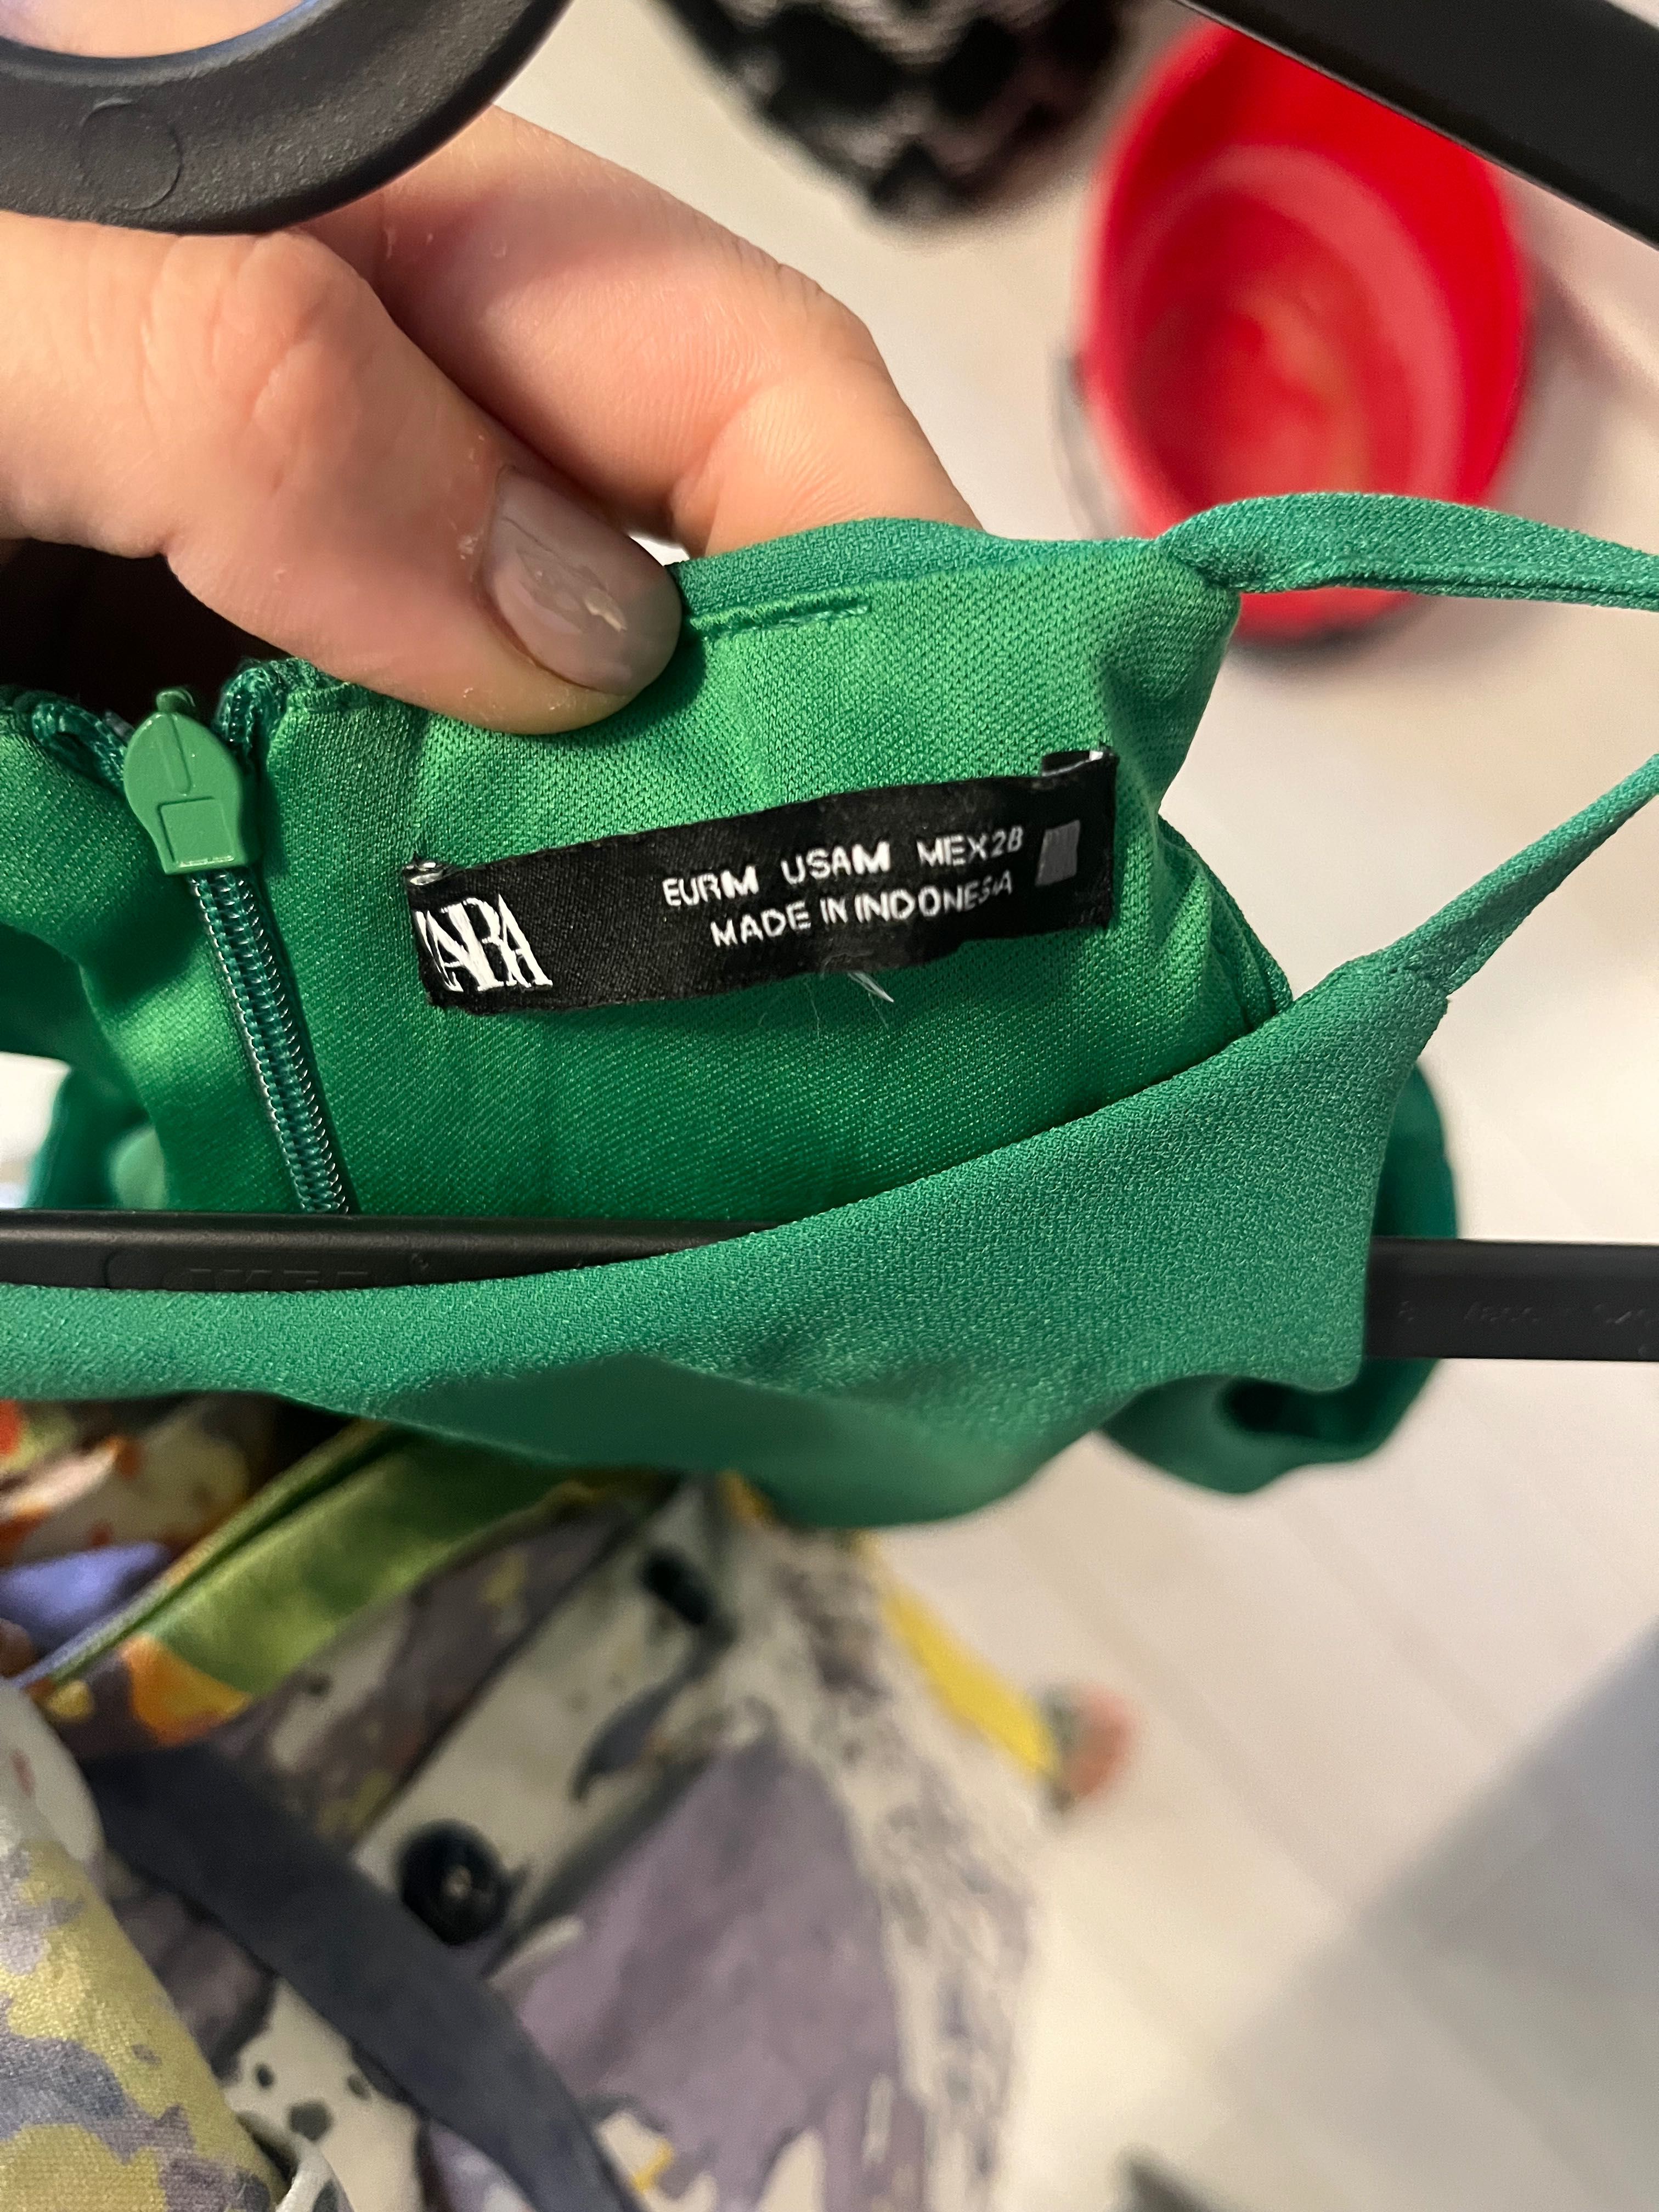 ZARA
EUR M USA M MEX 28
MADE IN INDONESIA